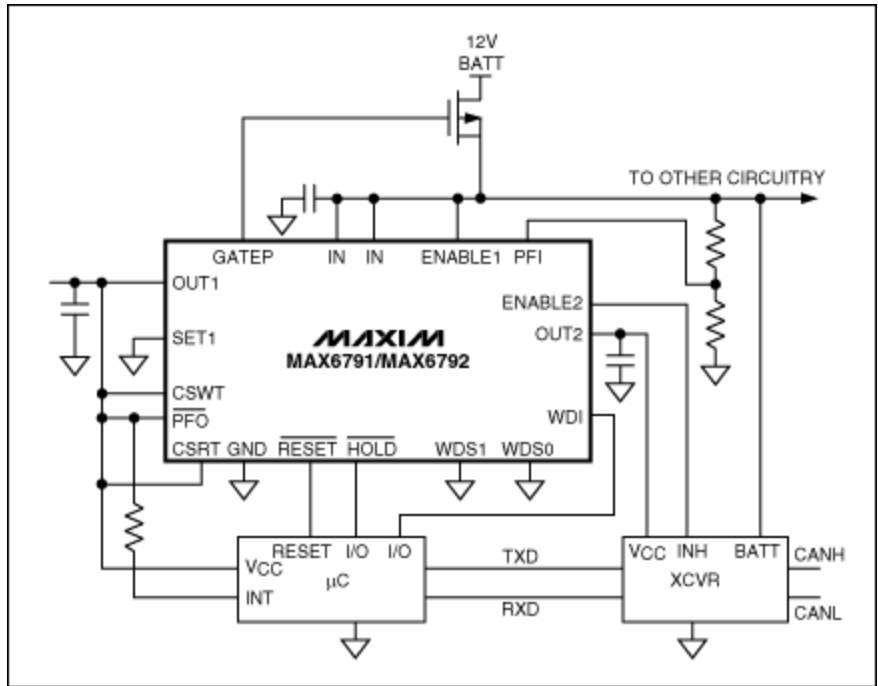 12V
BATT
TO OTHER CIRCUITRY
GATEP IN IN ENABLE1 PFI
OUT1
ENABLE2
SET1
OUT2
MAXIM
MAX6791/MAX6792
CSWT
PFO
WDI
CSRT GND RESET HOLD WDS1 WDS0
RESET I/O I/O
VCC
μC
INT
TXD
RXD
VCC INH BATT
XCVR
CANH
CANL